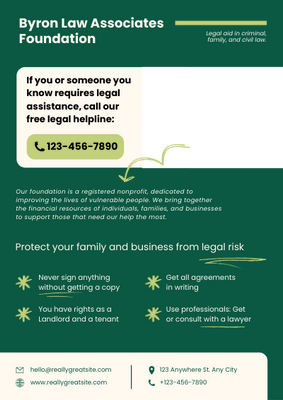 Byron Law Associates
Foundation
Legal aid in criminal,
family, and civil law.
If you or someone you
know requires legal
assistance, call our
free legal helpline:
123-456-7890
Our foundation is a registered nonprofit, dedicated to
improving the lives of vulnerable people. We bring together
the financial resources of individuals, families, and businesses
to support those that need our help the most.
Protect your family and business from legal risk
Never sign anything
without getting a copy
Get all agreements
in writing
You have rights as a
Landlord and a tenant
Use professionals: Get
or consult with a lawyer
hello@reallygreatsite.com
123 Anywhere St. Any City
www.reallygreatsite.com
+123-456-7890